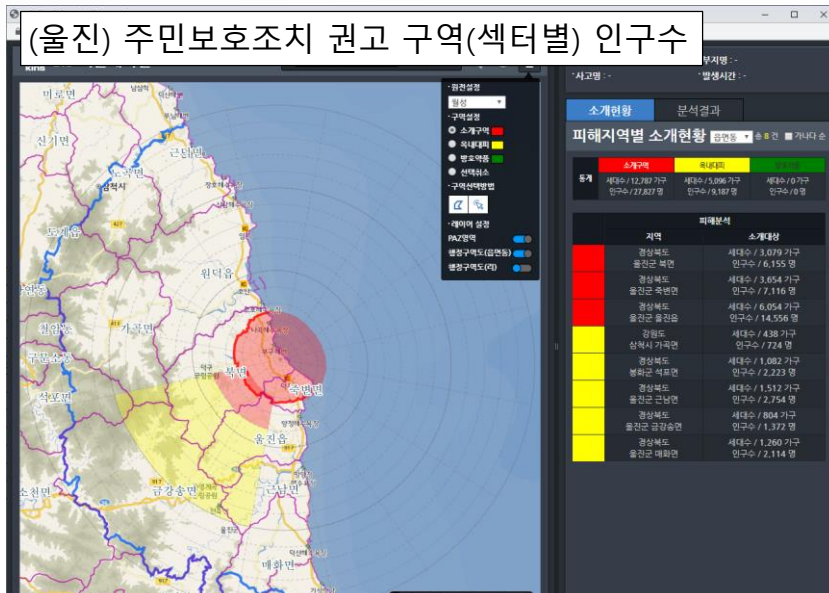 (울진) 주민보호조치 권고 구역(섹터별) 인구수
부지명 : -
·사고명 : -
·발생시간 : -
·원전설정
월성
·구역설정
소개구역
옥내대피
방호약품
선택취소
·구역선택방법
·레이어 설정
PAZ영역
행정구역도(읍면동)
행정구역도(리)
소개현황
분석결과
피해지역별 소개현황 읍면동 총 8 건 가나다 순
소개구역
옥내대피
통계
세대수 / 12,787 가구
인구수 / 27,827 명
세대수 / 5,096 가구
인구수 / 9,187 명
세대수 / 0 가구
인구수 / 0 명
피해분석
지역
소개대상
경상북도
울진군 북면
세대수 / 3,079 가구
인구수 / 6,155 명
경상북도
울진군 죽변면
세대수 / 3,654 가구
인구수 / 7,116 명
경상북도
울진군 울진읍
세대수 / 6,054 가구
인구수 / 14,556 명
강원도
삼척시 가곡면
세대수 / 438 가구
인구수 / 724 명
경상북도
봉화군 석포면
세대수 / 1,082 가구
인구수 / 2,223 명
경상북도
울진군 근남면
세대수 / 1,512 가구
인구수 / 2,754 명
경상북도
울진군 금강송면
세대수 / 804 가구
인구수 / 1,372 명
경상북도
울진군 매화면
세대수 / 1,260 가구
인구수 / 2,114 명
미로면
신기면
근덕면
삼척시
도계읍
원덕읍
가곡면
철암동
구문소동
석포면
북면
죽변면
울진읍
금강송면
근남면
소천면
매화면
917